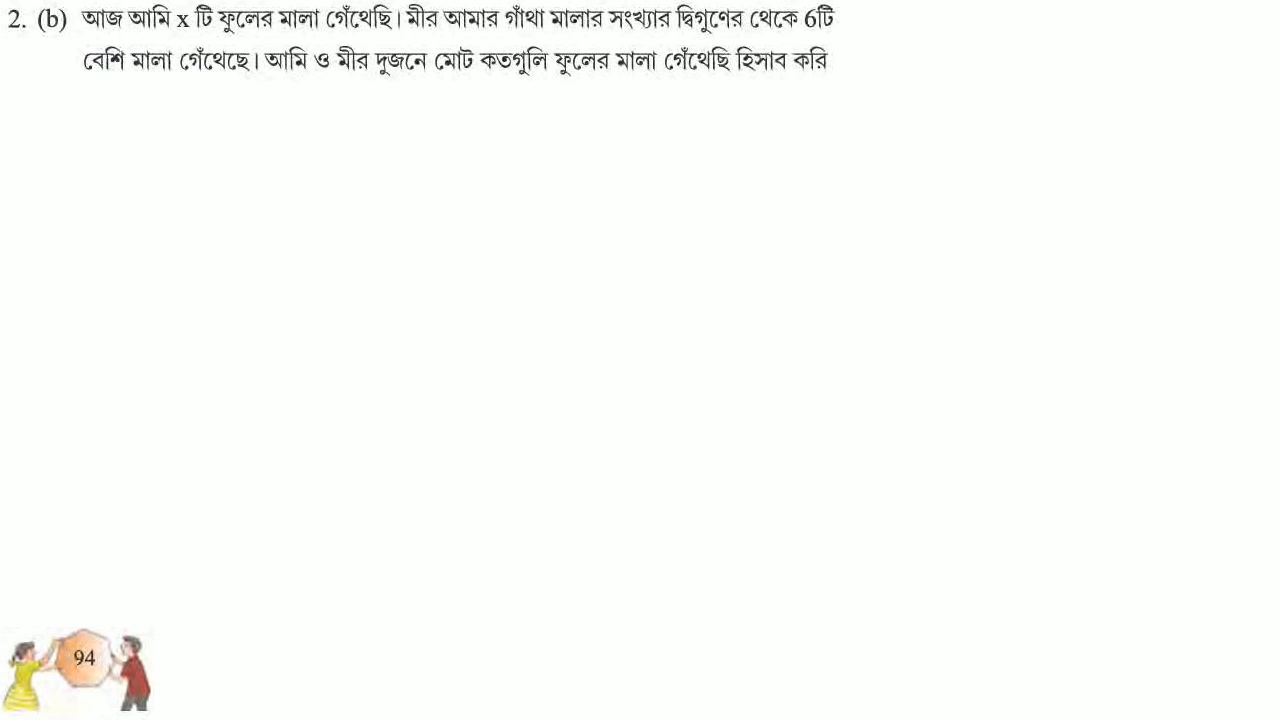 2. (b) আজ আমি x টি ফুলের মালা গেঁথেছি। মীর আমার গাঁথা মালার সংখ্যার দ্বিগুণের থেকে 6টি
বেশি মালা গেঁথেছে। আমি ও মীর দুজনে মোট কতগুলি ফুলের মালা গেঁথেছি হিসাব করি
94